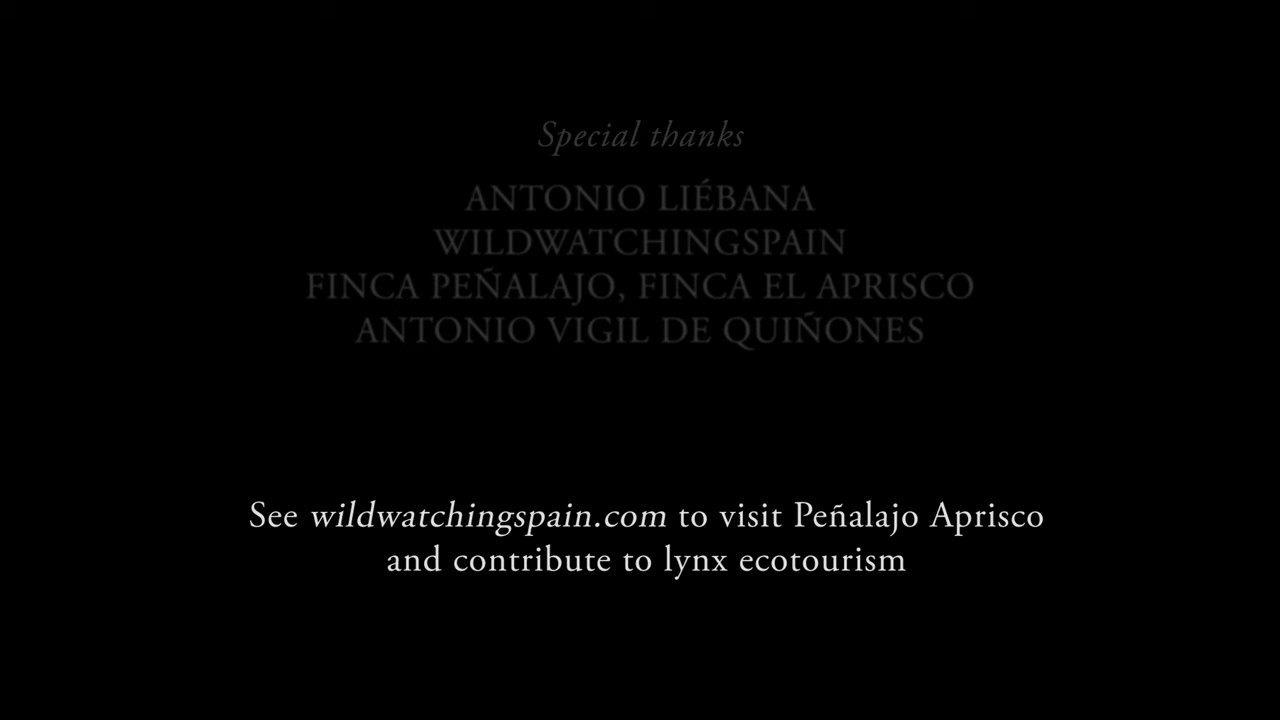 Special thanks
ANTONIO LIÉBANA
WILDWATCHINGSPAIN
FINCA PEÑALAJO, FINCA EL APRISCO
ANTONIO VIGIL DE QUIÑONES
See wildwatchingspain.com to visit Peñalajo Aprisco
and contribute to lynx ecotourism